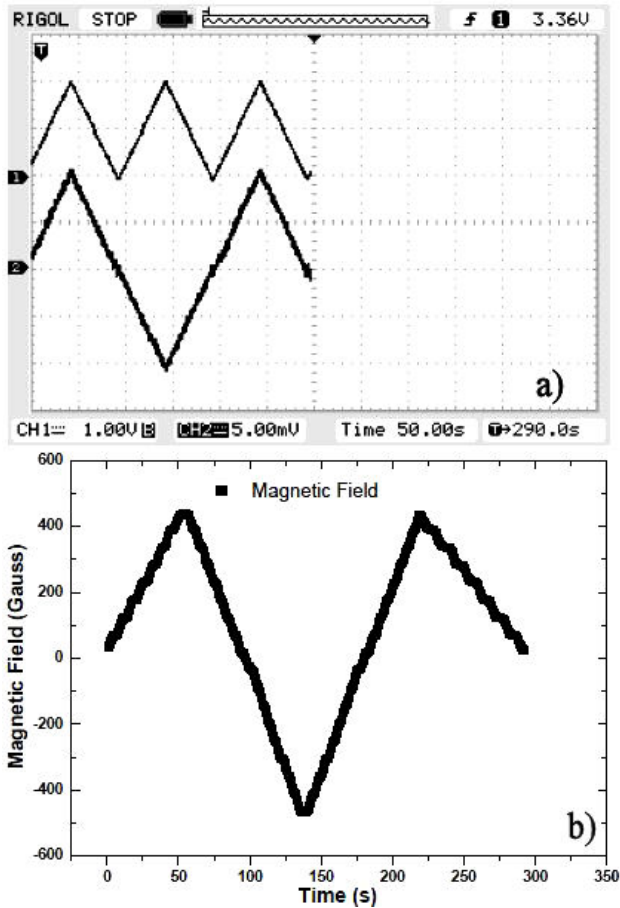 RIGOL STOP 1 3.36V
T
1
2
a)
CH1 1.00V B CH2 5.00mV Time 50.00s T→290.0s
600
Magnetic Field
400
200
0
-200
-400
-600
Magnetic Field (Gauss)
b)
0 50 100 150 200 250 300 350
Time (s)